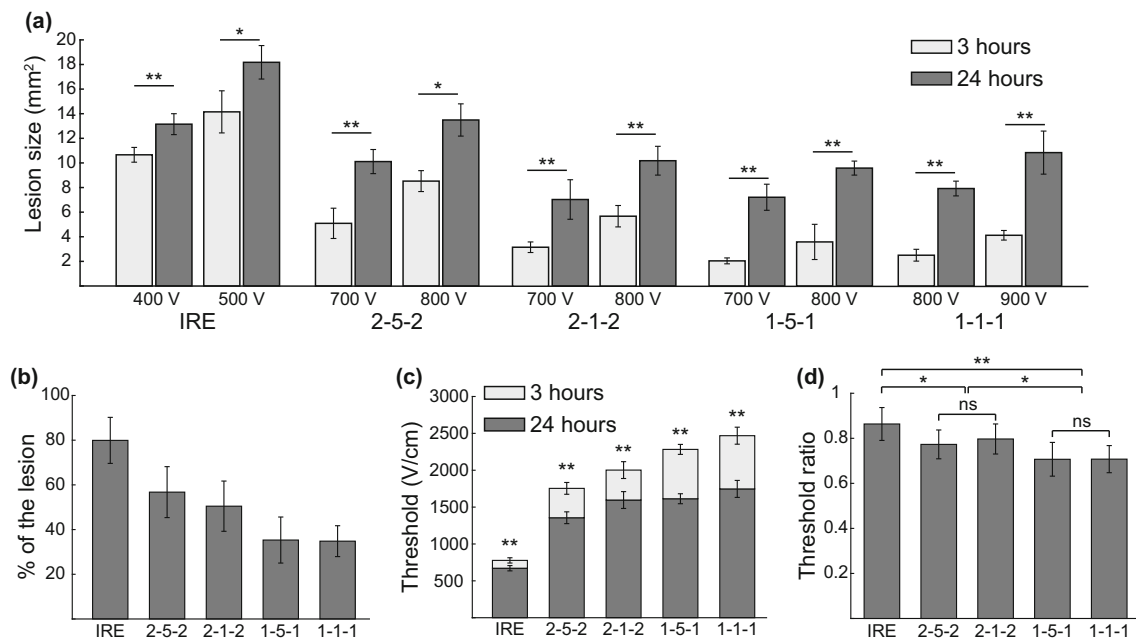 (a)
Lesion size (mm²)
20
18
16
14
12
10
8
6
4
2
** * ** * ** ** ** ** ** **
3 hours
24 hours
400 V 500 V 700 V 800 V 700 V 800 V 700 V 800 V 800 V 900 V
IRE 2-5-2 2-1-2 1-5-1 1-1-1
(b)
% of the lesion
100
80
60
40
20
IRE 2-5-2 2-1-2 1-5-1 1-1-1
(c)
Threshold (V/cm)
3000
2500
2000
1500
1000
500
3 hours
24 hours
** ** ** ** **
IRE 2-5-2 2-1-2 1-5-1 1-1-1
(d)
Threshold ratio
1
0.8
0.6
0.4
0.2
**
* *
ns ns
IRE 2-5-2 2-1-2 1-5-1 1-1-1